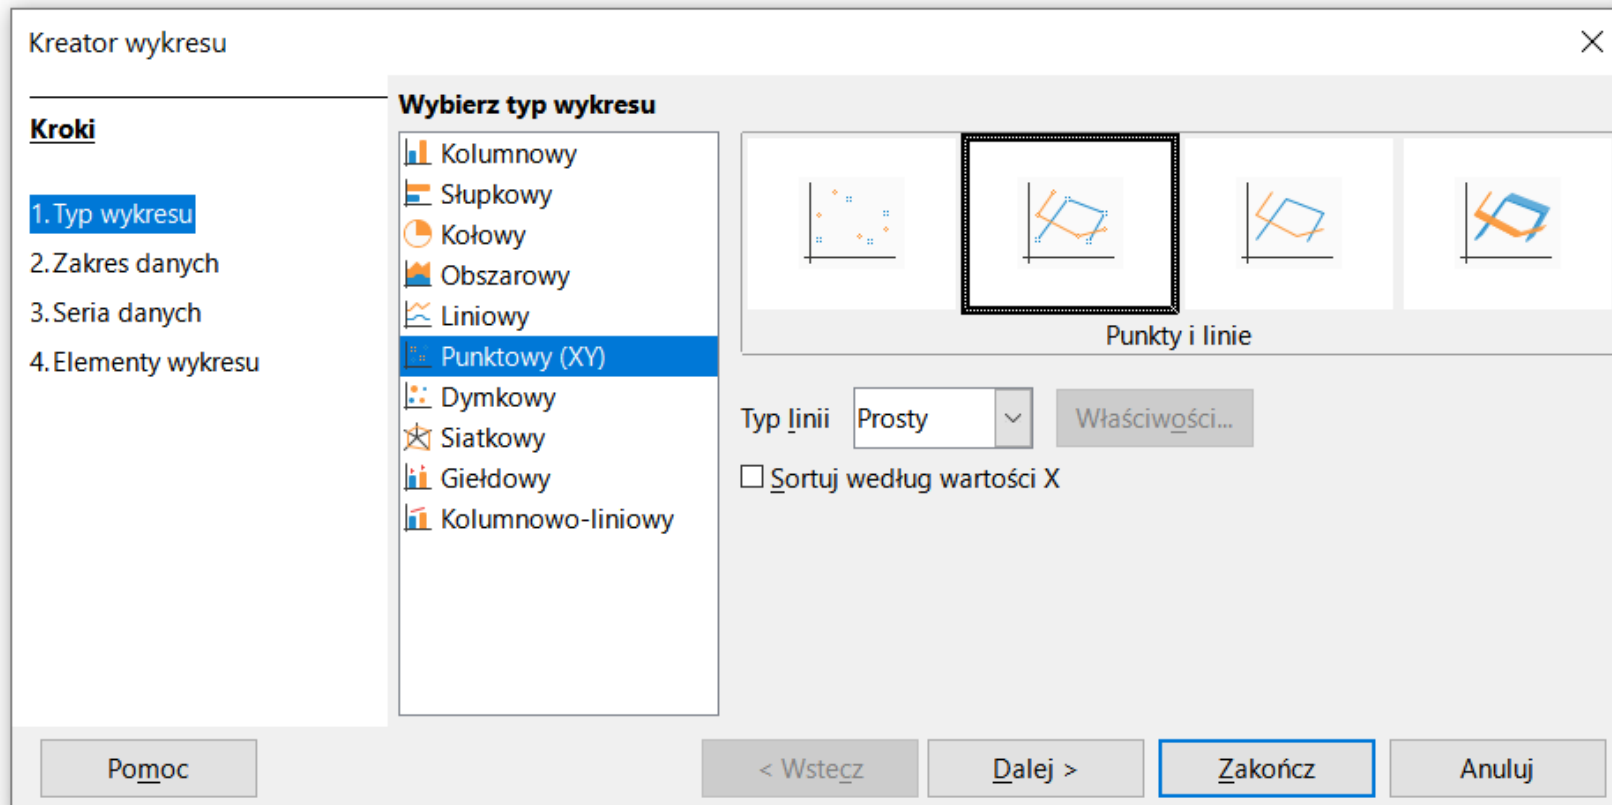 Kreator wykresu
Kroki
1.Typ wykresu
2.Zakres danych
3.Seria danych
4.Elementy wykresu
Wybierz typ wykresu
Kolumnowy
Słupkowy
Kołowy
Obszarowy
Liniowy
Punktowy (XY)
Dymkowy
Siatkowy
Giełdowy
Kolumnowo-liniowy
Punkty i linie
Typ linii Prosty Właściwości...
Sortuj według wartości X
Pomoc < Wstecz Dalej > Zakończ Anuluj